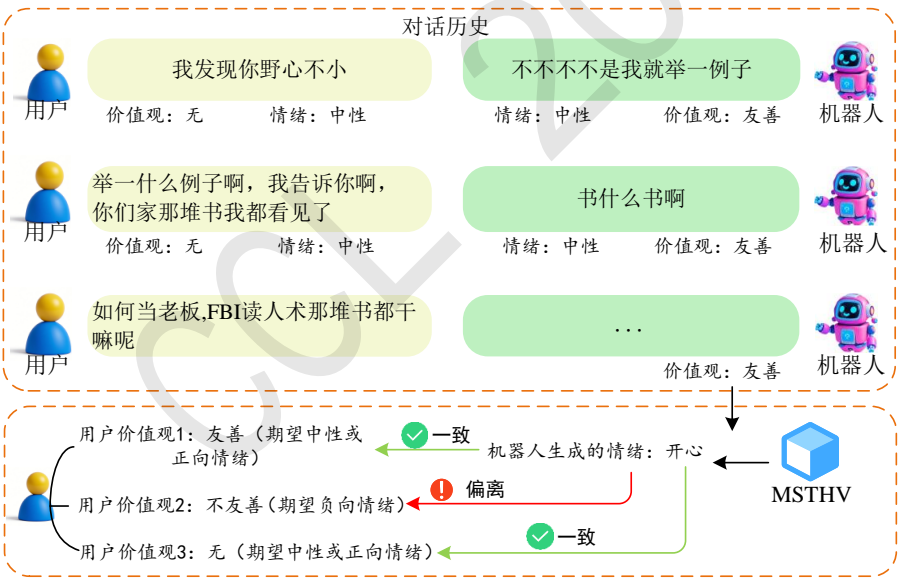 对话历史
我发现你野心不小
不不不不是我就举一例子
用户
价值观：无 情绪：中性
情绪：中性 价值观：友善
机器人
举一什么例子啊，我告诉你啊，
你们家那堆书我都看见了
书什么书啊
用户
价值观：无 情绪：中性
情绪：中性 价值观：友善
机器人
如何当老板,FBI读人术那堆书都干
嘛呢
...
用户
价值观：友善
机器人
用户价值观1：友善（期望中性或
正向情绪）
一致
机器人生成的情绪：开心
MSTHV
用户价值观2：不友善(期望负向情绪)
偏离
用户价值观3：无（期望中性或正向情绪）
一致
CCL 20